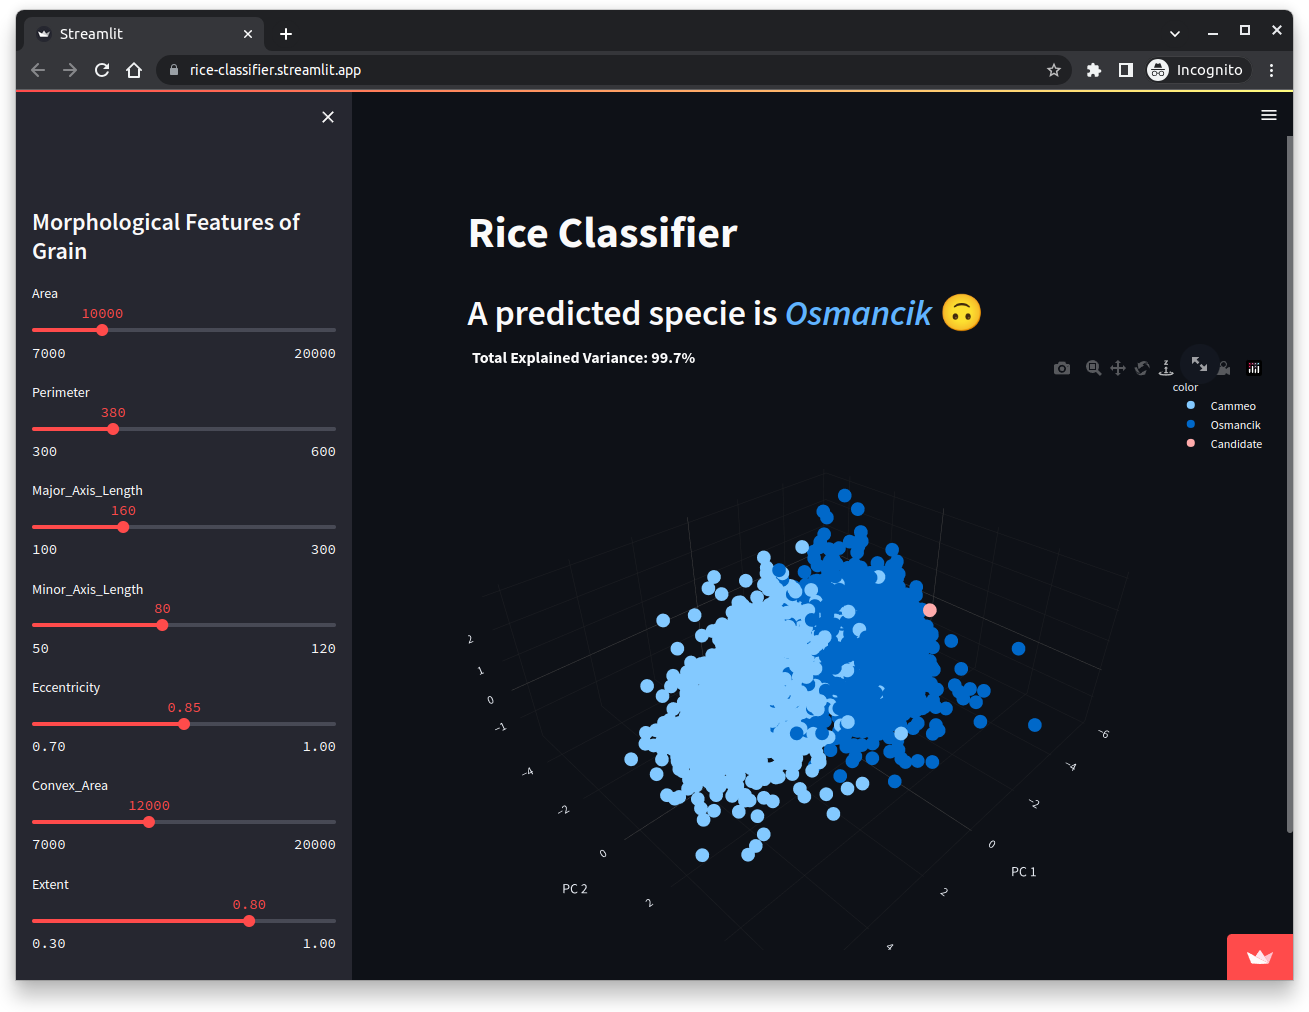 Streamlit
rice-classifier.streamlit.app
Incognito
Morphological Features of
Grain
Area
10000
7000 20000
Perimeter
380
300 600
Major_Axis_Length
160
100 300
Minor_Axis_Length
80
50 120
Eccentricity
0.85
0.70 1.00
Convex_Area
12000
7000 20000
Extent
0.80
0.30 1.00
Rice Classifier
A predicted specie is Osmancik 🙃
Total Explained Variance: 99.7%
z
color
Cammeo
Osmancik
Candidate
2
1
0
−1
−4
−2
0
2
PC 2
−6
−4
−2
0
2
4
PC 1